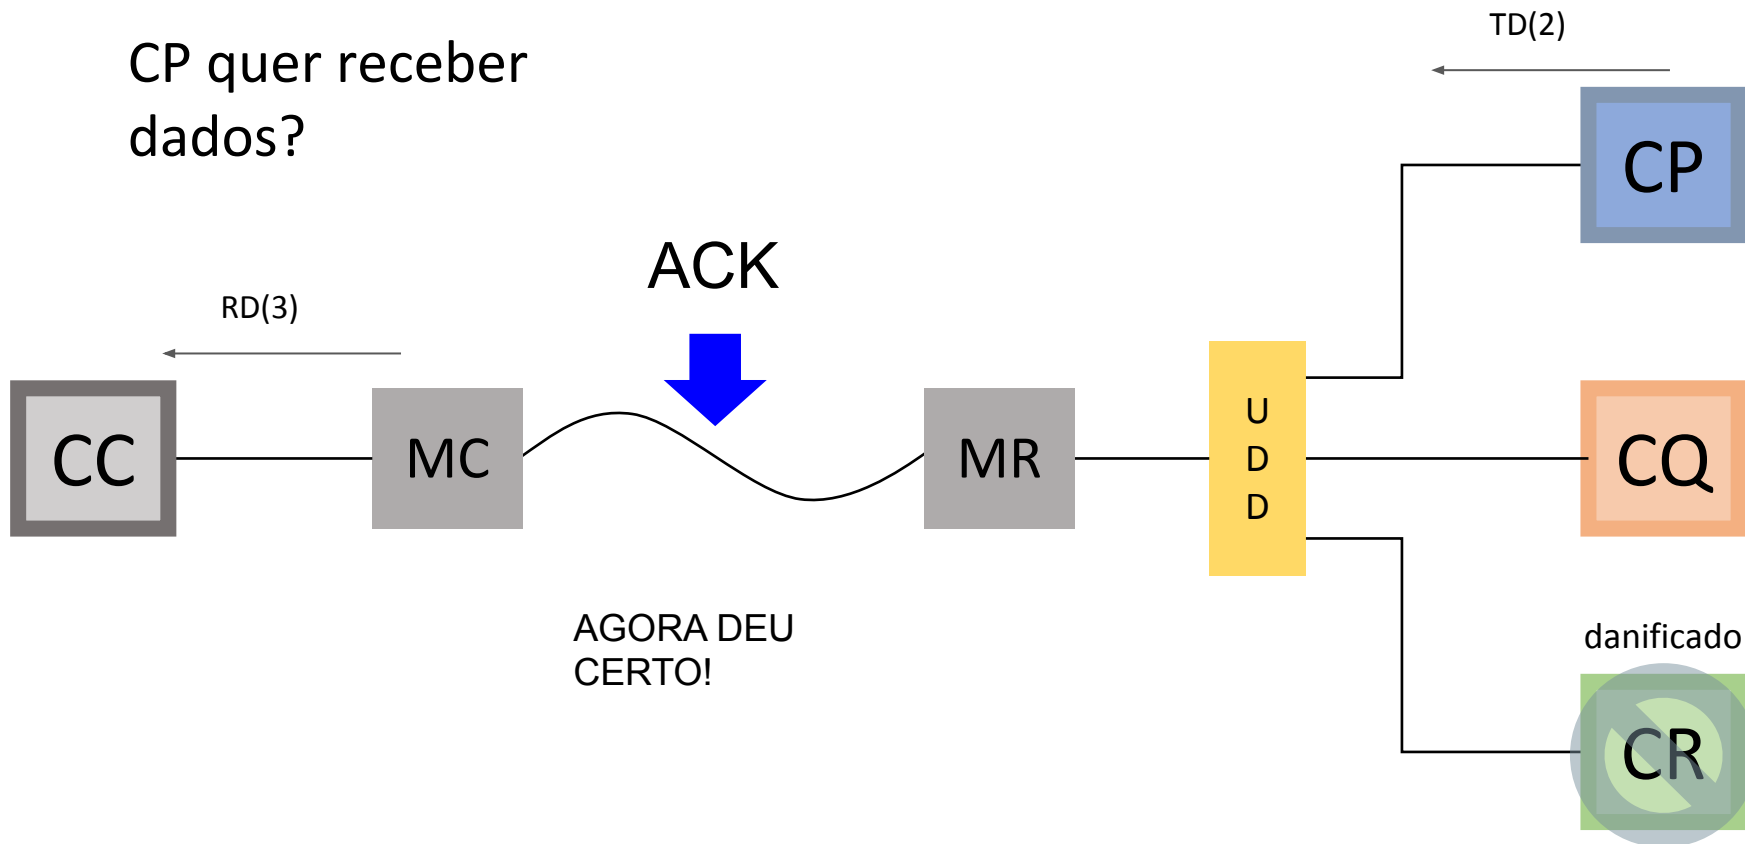 CP quer receber
dados?
TD(2)
CP
ACK
RD(3)
CC
MC
MR
U
D
D
CQ
AGORA DEU
CERTO!
danificado
CR